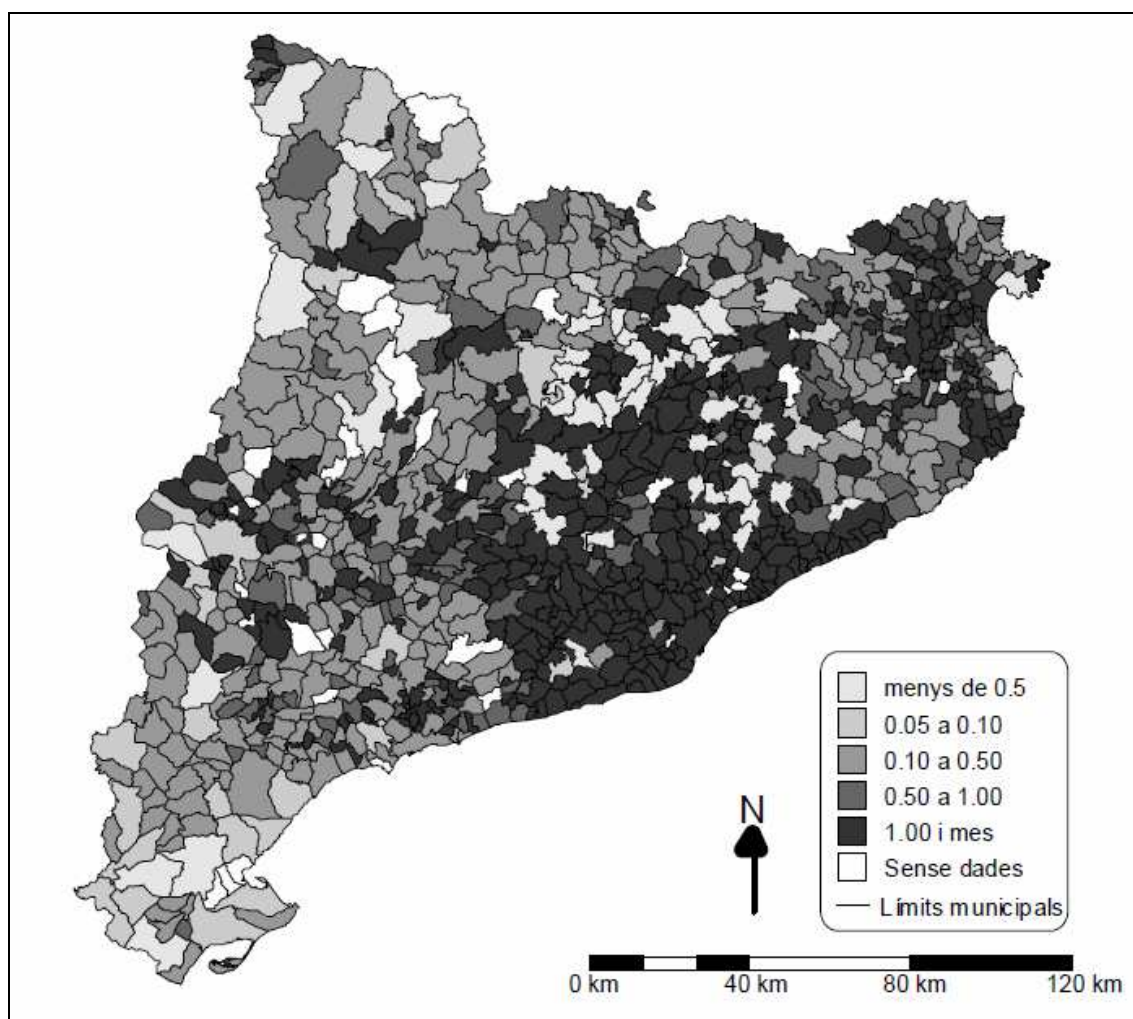 menys de 0.5
0.05 a 0.10
0.10 a 0.50
0.50 a 1.00
1.00 i mes
Sense dades
Límits municipals
N
0 km 40 km 80 km 120 km